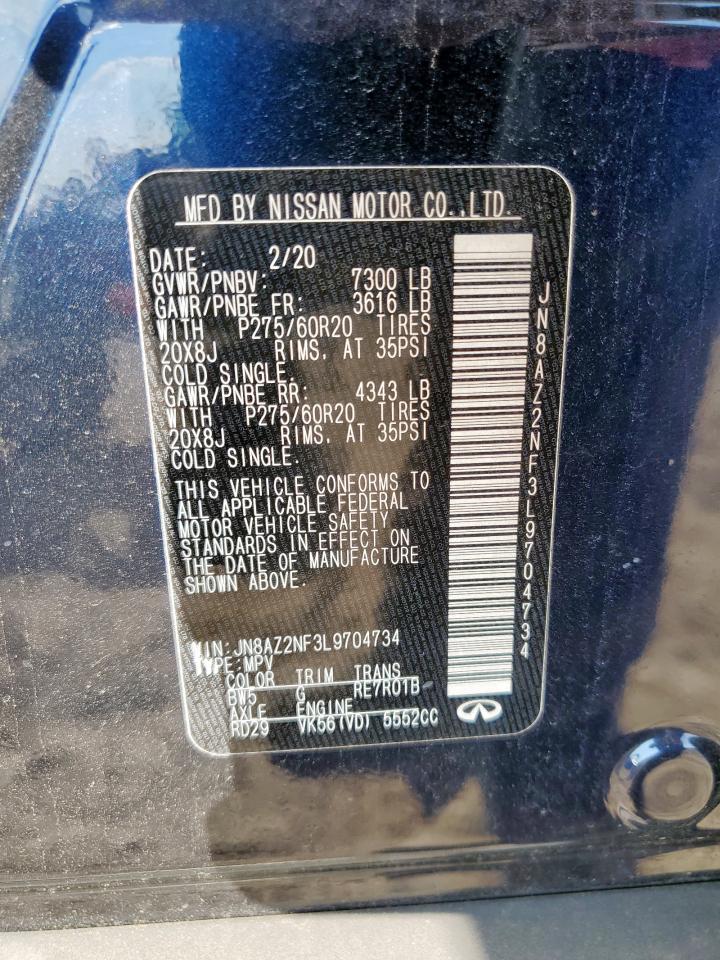 MFD BY NISSAN MOTOR CO.,LTD.
DATE: 2/20
GVWR/PNBV: 7300 LB
GAWR/PNBE FR: 3616 LB
WITH P275/60R20 TIRES
20X8J RIMS, AT 35PSI
COLD SINGLE.
GAWR/PNBE RR: 4343 LB
WITH P275/60R20 TIRES
20X8J RIMS, AT 35PSI
COLD SINGLE.
THIS VEHICLE CONFORMS TO
ALL APPLICABLE FEDERAL
MOTOR VEHICLE SAFETY
STANDARDS IN EFFECT ON
THE DATE OF MANUFACTURE
SHOWN ABOVE.
VIN:JN8AZ2NF3L9704734
TYPE:MPV
COLOR TRIM TRANS
BW5 G RE7R01B
AXLE ENGINE
RD29 VK56(VD) 5552CC
JN8AZ2NF3L9704734